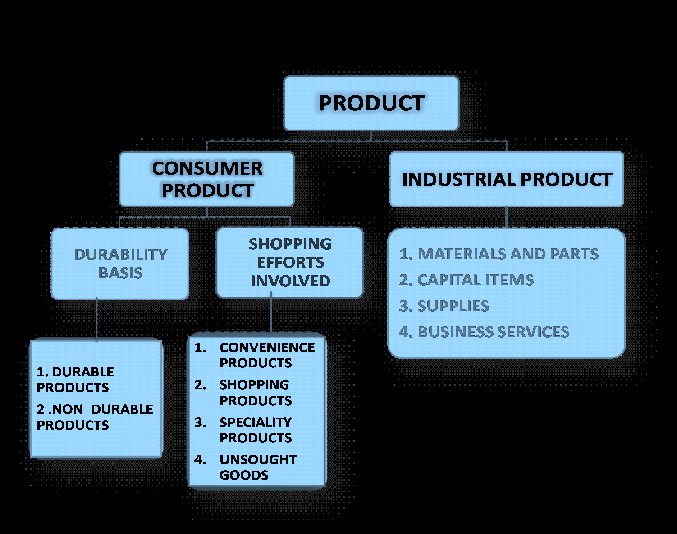 PRODUCT
CONSUMER
PRODUCT
INDUSTRIAL PRODUCT
DURABILITY
BASIS
SHOPPING
EFFORTS
INVOLVED
1. MATERIALS AND PARTS
2. CAPITAL ITEMS
3. SUPPLIES
4. BUSINESS SERVICES
1. DURABLE
PRODUCTS
2 .NON DURABLE
PRODUCTS
1. CONVENIENCE
PRODUCTS
2. SHOPPING
PRODUCTS
3. SPECIALITY
PRODUCTS
4. UNSOUGHT
GOODS